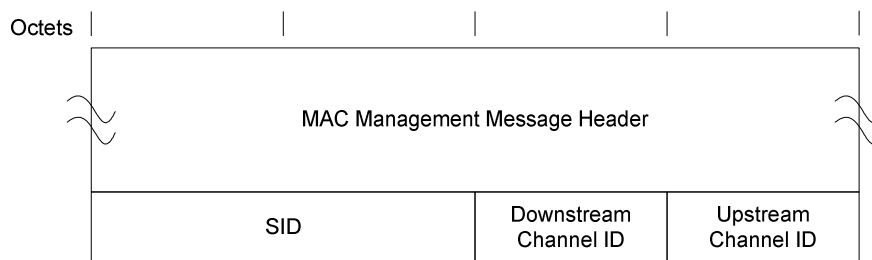 Octets
MAC Management Message Header
SID
Downstream
Channel ID
Upstream
Channel ID